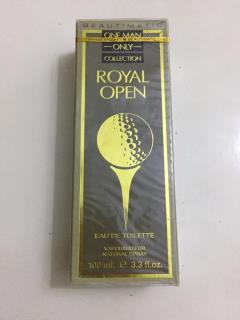 BEAUTIMATIC
ONE MAN
ONLY
COLLECTION
ROYAL
OPEN
EAU DE TOILETTE
VAPORISATEUR
NATURAL SPRAY
100 ml. e 3.3 fl.oz.